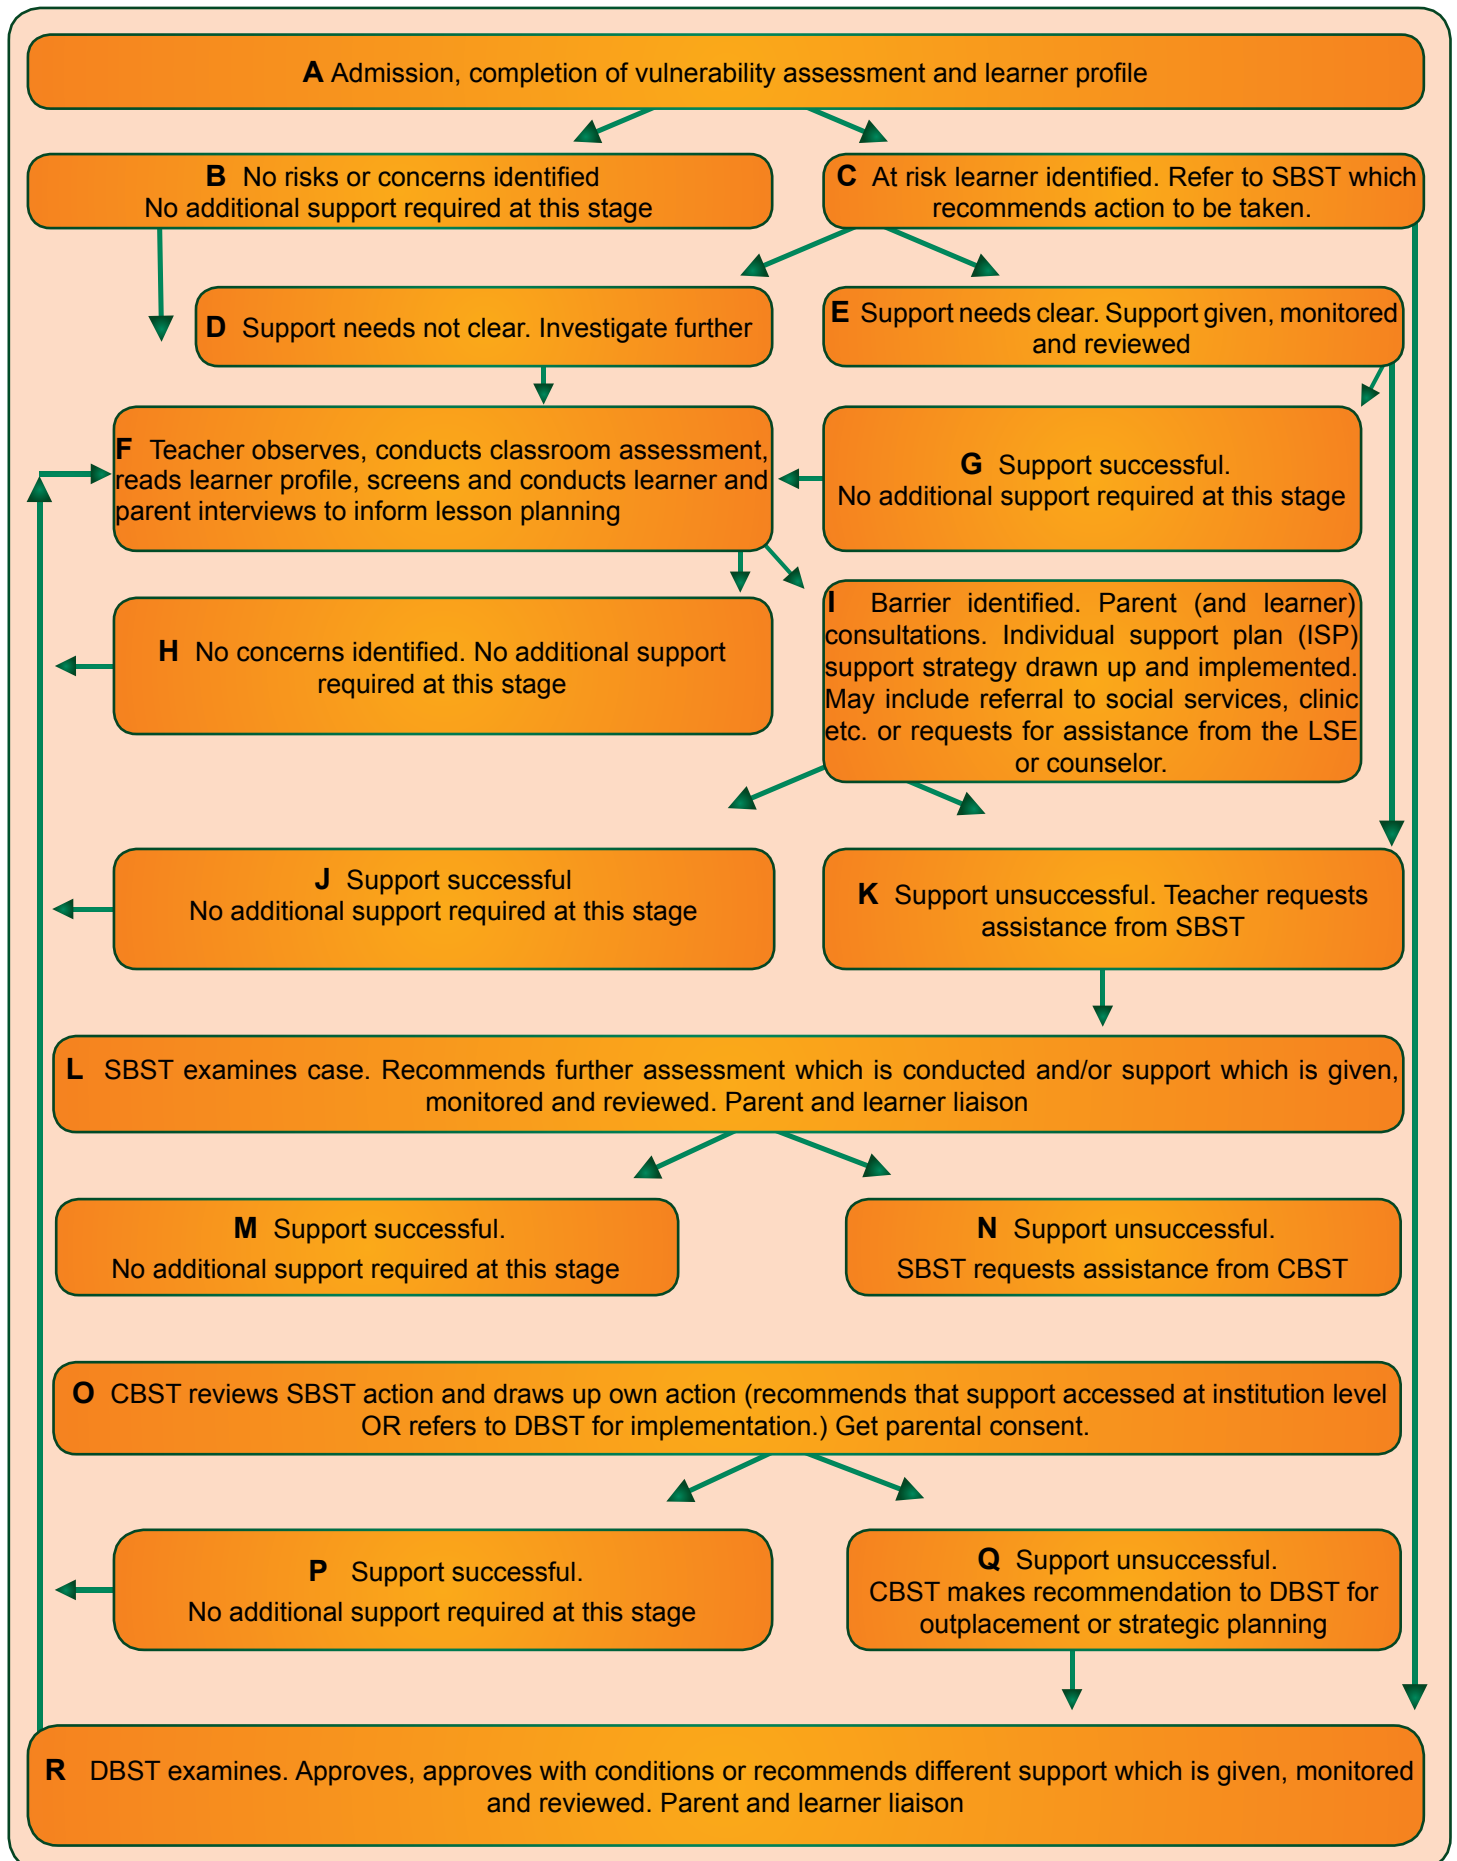 A Admission, completion of vulnerability assessment and learner profile
B No risks or concerns identified
No additional support required at this stage
C At risk learner identified. Refer to SBST which
recommends action to be taken.
D Support needs not clear. Investigate further
E Support needs clear. Support given, monitored
and reviewed
F Teacher observes, conducts classroom assessment,
reads learner profile, screens and conducts learner and
parent interviews to inform lesson planning
G Support successful.
No additional support required at this stage
H No concerns identified. No additional support
required at this stage
I Barrier identified. Parent (and learner)
consultations. Individual support plan (ISP)
support strategy drawn up and implemented.
May include referral to social services, clinic
etc. or requests for assistance from the LSE
or counselor.
J Support successful
No additional support required at this stage
K Support unsuccessful. Teacher requests
assistance from SBST
L SBST examines case. Recommends further assessment which is conducted and/or support which is given,
monitored and reviewed. Parent and learner liaison
M Support successful.
No additional support required at this stage
N Support unsuccessful.
SBST requests assistance from CBST
O CBST reviews SBST action and draws up own action (recommends that support accessed at institution level
OR refers to DBST for implementation.) Get parental consent.
P Support successful.
No additional support required at this stage
Q Support unsuccessful.
CBST makes recommendation to DBST for
outplacement or strategic planning
R DBST examines. Approves, approves with conditions or recommends different support which is given, monitored
and reviewed. Parent and learner liaison